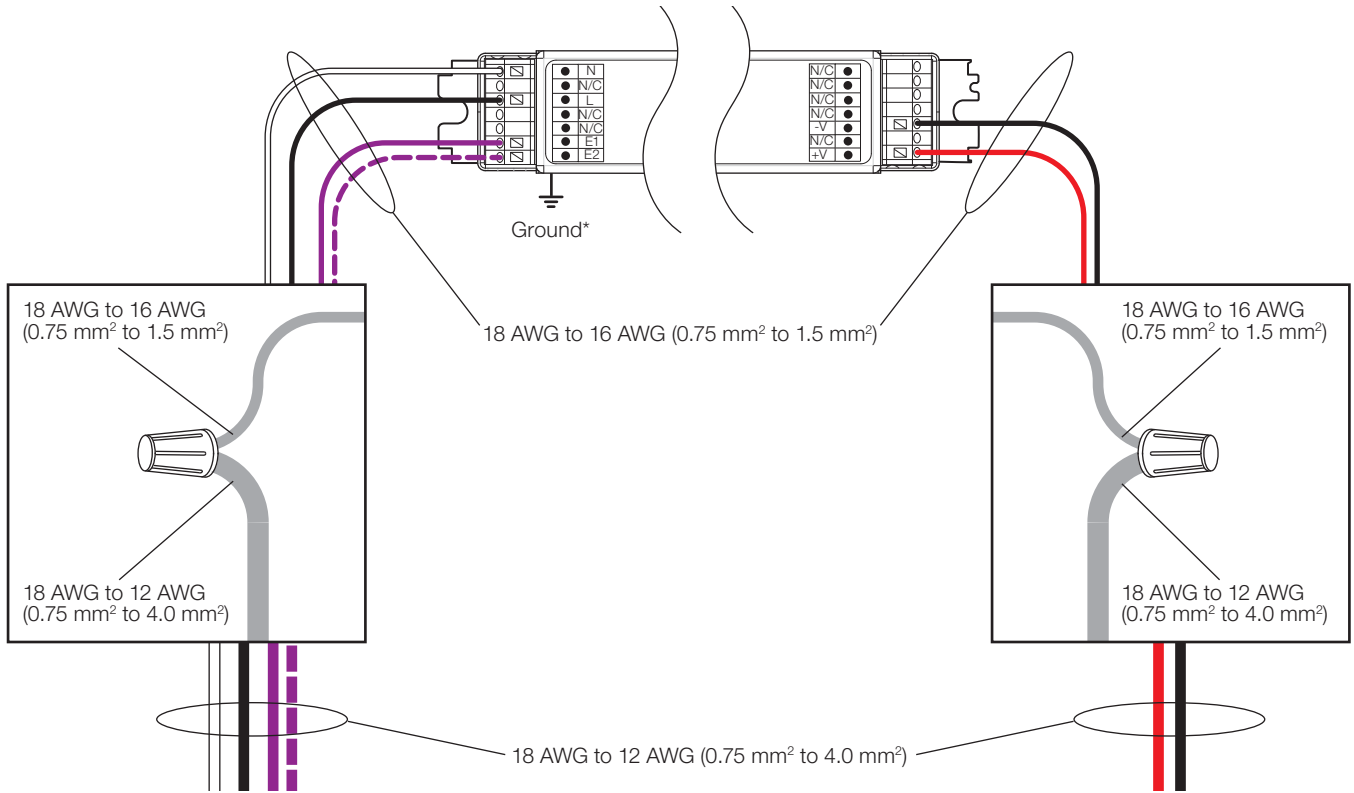 N
N/C
L
N/C
N/C
E1
E2
N/C
N/C
N/C
N/C
-V
N/C
+V
Ground*
18 AWG to 16 AWG
(0.75 mm² to 1.5 mm²)
18 AWG to 16 AWG (0.75 mm² to 1.5 mm²)
18 AWG to 16 AWG
(0.75 mm² to 1.5 mm²)
18 AWG to 12 AWG
(0.75 mm² to 4.0 mm²)
18 AWG to 12 AWG
(0.75 mm² to 4.0 mm²)
18 AWG to 12 AWG (0.75 mm² to 4.0 mm²)